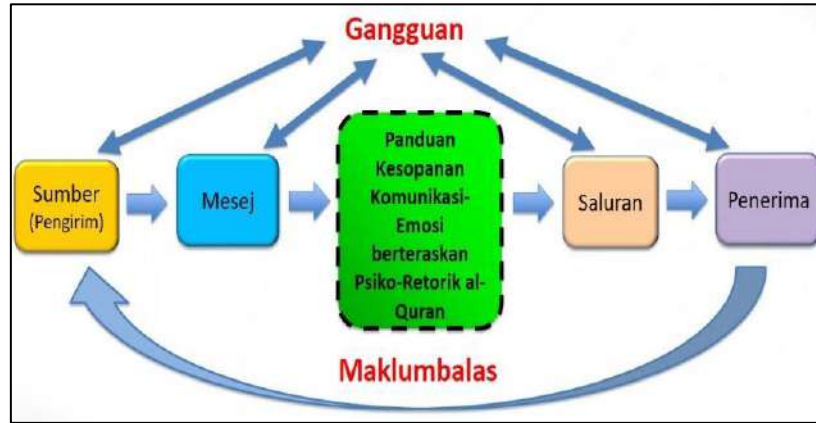 Gangguan
Sumber
(Pengirim)
Mesej
Panduan
Kesopanan
Komunikasi-
Emosi
berteraskan
Psiko-Retorik al-
Quran
Saluran
Penerima
Maklumbalas